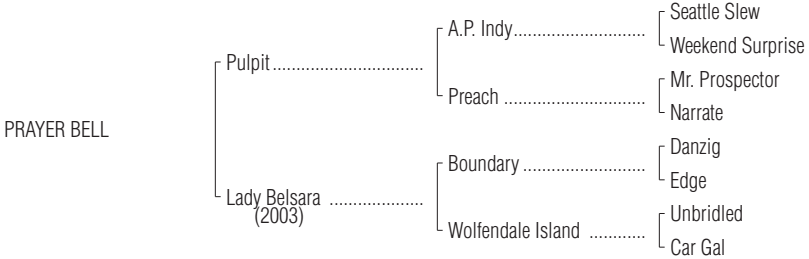 Seattle Slew
A.P. Indy..............................
Weekend Surprise
Pulpit..................................
Mr. Prospector
Preach ................................
Narrate
PRAYER BELL
Danzig
Boundary ............................
Edge
Lady Belsara .....................
(2003)
Unbridled
Wolfendale Island ............
Car Gal